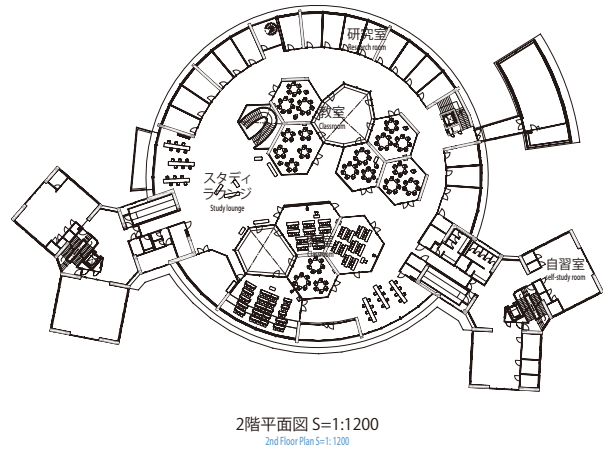 研究室
Research room
教室
Classroom
スタディ
ラウンジ
Study lounge
自習室
self-study room
2階平面図 S=1:1200
2nd Floor Plan S=1: 1200